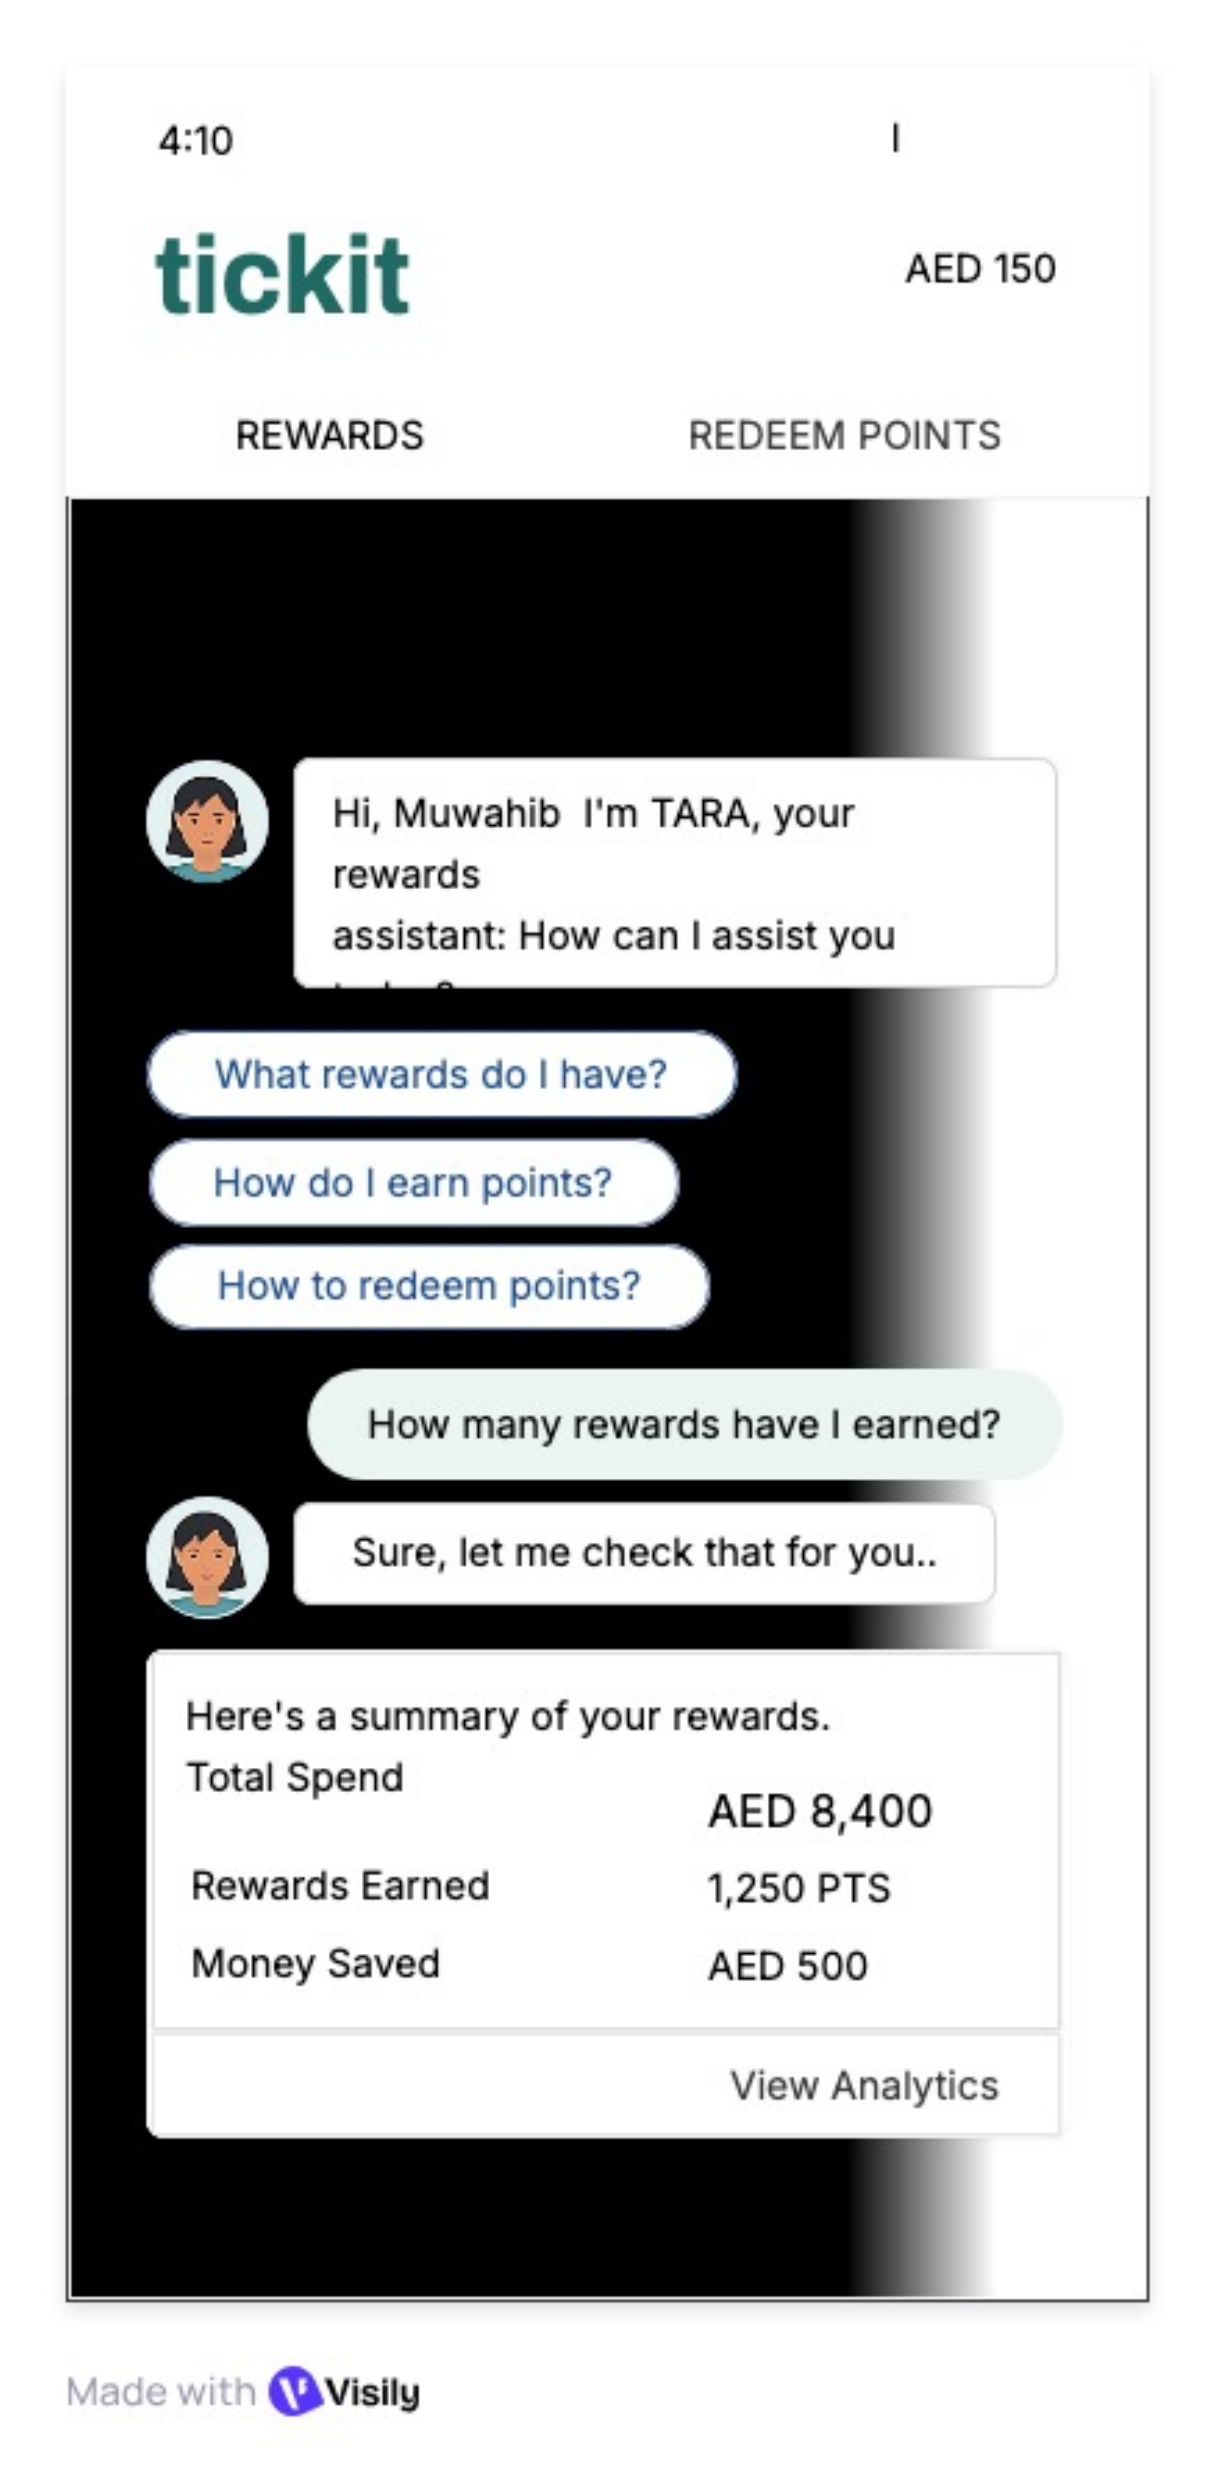 4:10
tickit
AED 150
REWARDS
REDEEM POINTS
Hi, Muwahib I'm TARA, your
rewards
assistant: How can I assist you
What rewards do I have?
How do I earn points?
How to redeem points?
How many rewards have I earned?
Sure, let me check that for you..
Here's a summary of your rewards.
Total Spend
AED 8,400
Rewards Earned
1,250 PTS
Money Saved
AED 500
View Analytics
Made with Visily